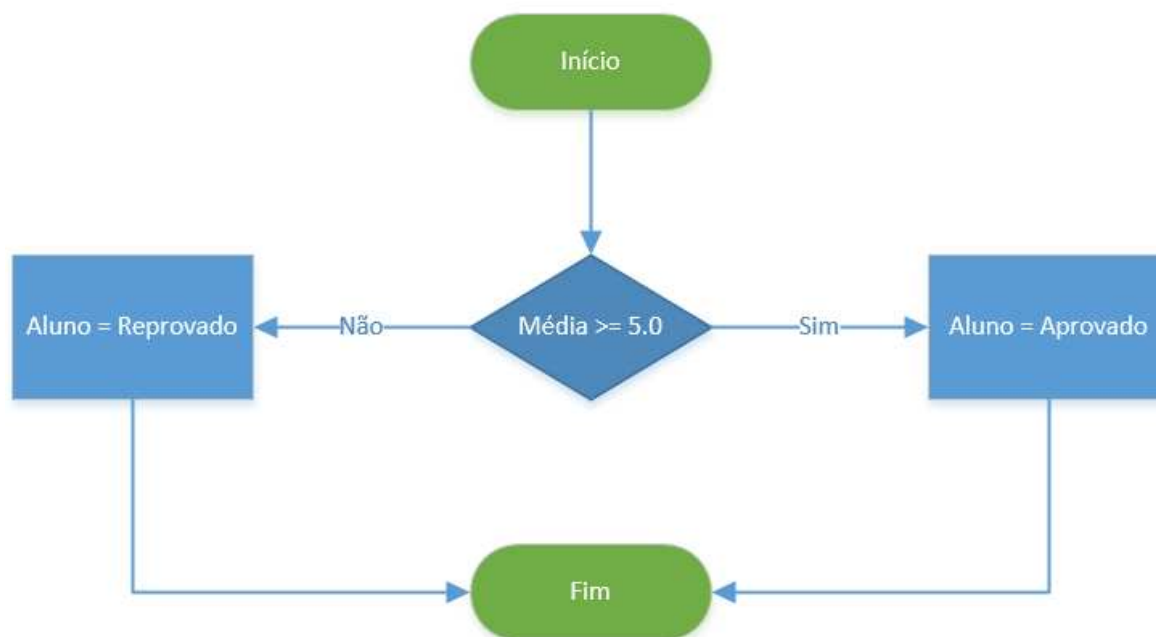 Início
Aluno = Reprovado
Não
Média >= 5.0
Sim
Aluno = Aprovado
Fim